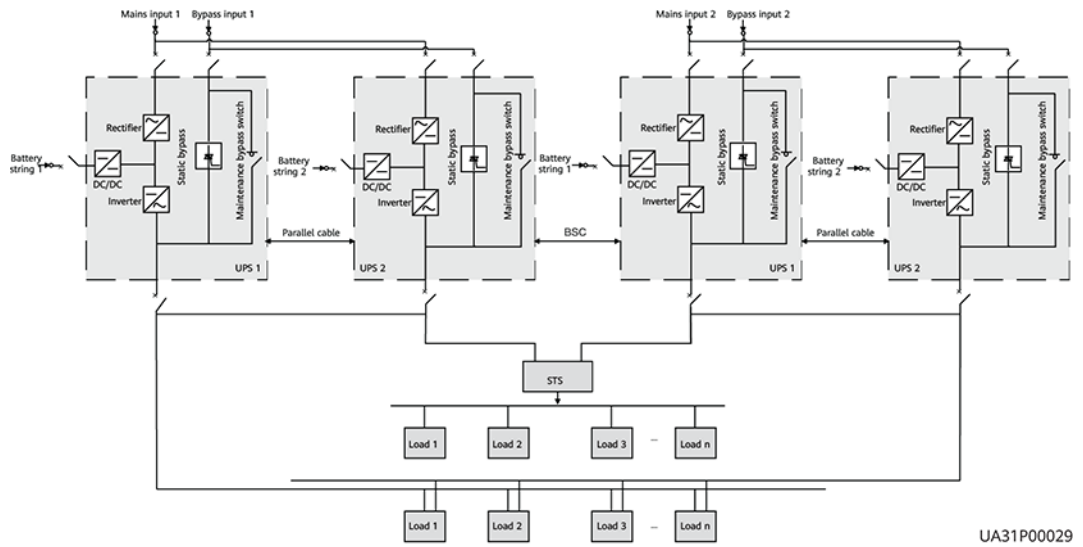 Mains input 1
Bypass input 1
Mains input 2
Bypass input 2
Rectifier
Static bypass
Maintenance bypass switch
Battery
string 1
DC/DC
Inverter
UPS 1
Parallel cable
Rectifier
Static bypass
Maintenance bypass switch
Battery
string 2
DC/DC
Inverter
UPS 2
BSC
Rectifier
Static bypass
Maintenance bypass switch
Battery
string 1
DC/DC
Inverter
UPS 1
Parallel cable
Rectifier
Static bypass
Maintenance bypass switch
Battery
string 2
DC/DC
Inverter
UPS 2
STS
Load 1
Load 2
Load 3
...
Load n
Load 1
Load 2
Load 3
...
Load n
UA31P00029